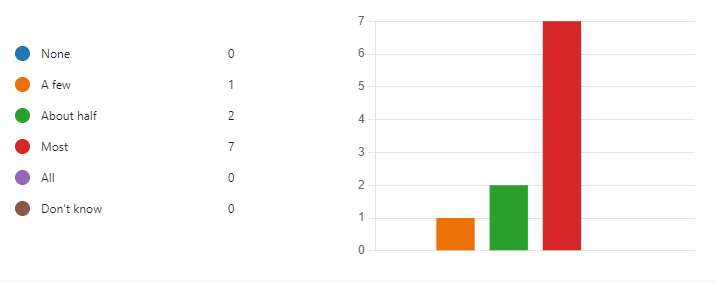 None 0
A few 1
About half 2
Most 7
All 0
Don't know 0
7
6
5
4
3
2
1
0